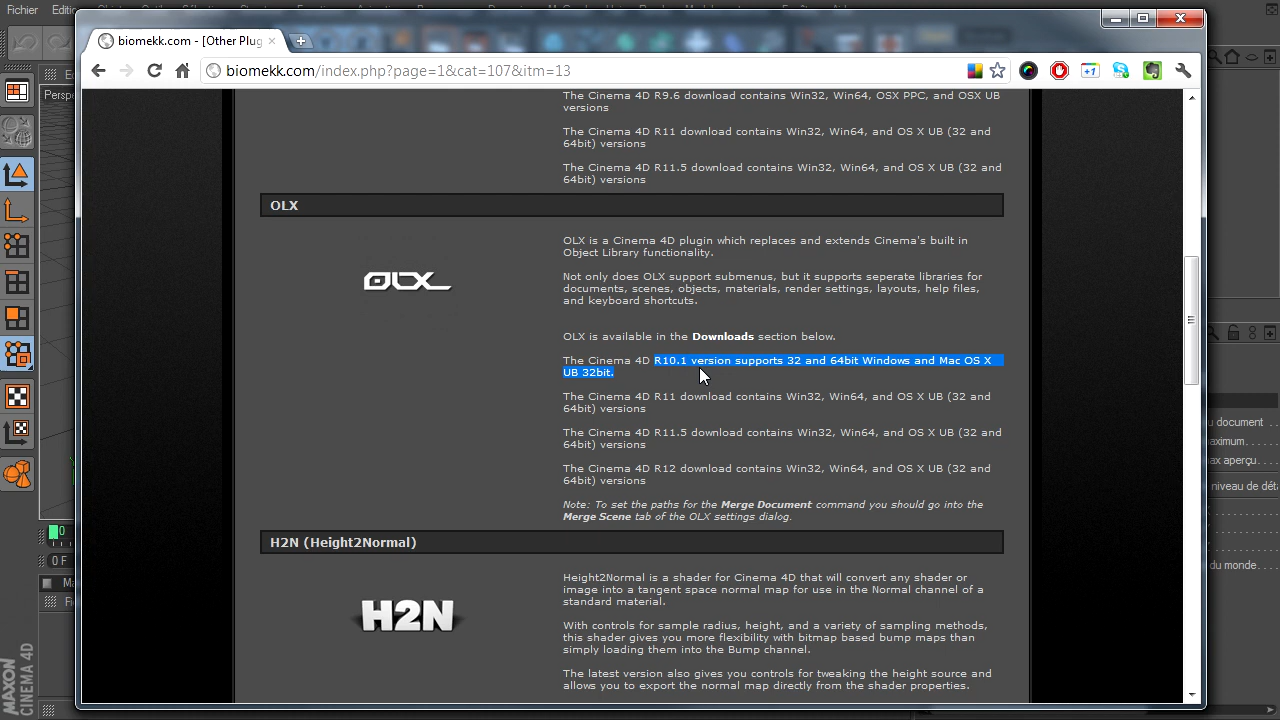 Fichier
biomekk.com - [Other Plug
biomekk.com/index.php?page=1&cat=107&itm=13
Persp
The Cinema 4D R9.6 download contains Win32, Win64, OSX PPC, and OSX UB
versions
The Cinema 4D R11 download contains Win32, Win64, and OS X UB (32 and
64bit) versions
The Cinema 4D R11.5 download contains Win32, Win64, and OS X UB (32 and
64bit) versions
OLX
OLX
OLX is a Cinema 4D plugin which replaces and extends Cinema's built in
Object Library functionality.
Not only does OLX support submenus, but it supports seperate libraries for
documents, scenes, objects, materials, render settings, layouts, help files,
and keyboard shortcuts.
OLX is available in the Downloads section below.
The Cinema 4D R10.1 version supports 32 and 64bit Windows and Mac OS X
UB 32bit.
The Cinema 4D R11 download contains Win32, Win64, and OS X UB (32 and
64bit) versions
The Cinema 4D R11.5 download contains Win32, Win64, and OS X UB (32 and
64bit) versions
The Cinema 4D R12 download contains Win32, Win64, and OS X UB (32 and
64bit) versions
Note: To set the paths for the Merge Document command you should go into the
Merge Scene tab of the OLX settings dialog.
H2N (Height2Normal)
H2N
Height2Normal is a shader for Cinema 4D that will convert any shader or
image into a tangent space normal map for use in the Normal channel of a
standard material.
With controls for sample radius, height, and a variety of sampling methods,
this shader gives you more flexibility with bitmap based bump maps than
simply loading them into the Bump channel.
The latest version also gives you controls for tweaking the height source and
allows you to export the normal map directly from the shader properties.
u document
aximum
ax aperçu
niveau de déta
du monde
0
0 F
Ma
MAXON
CINEMA 4D